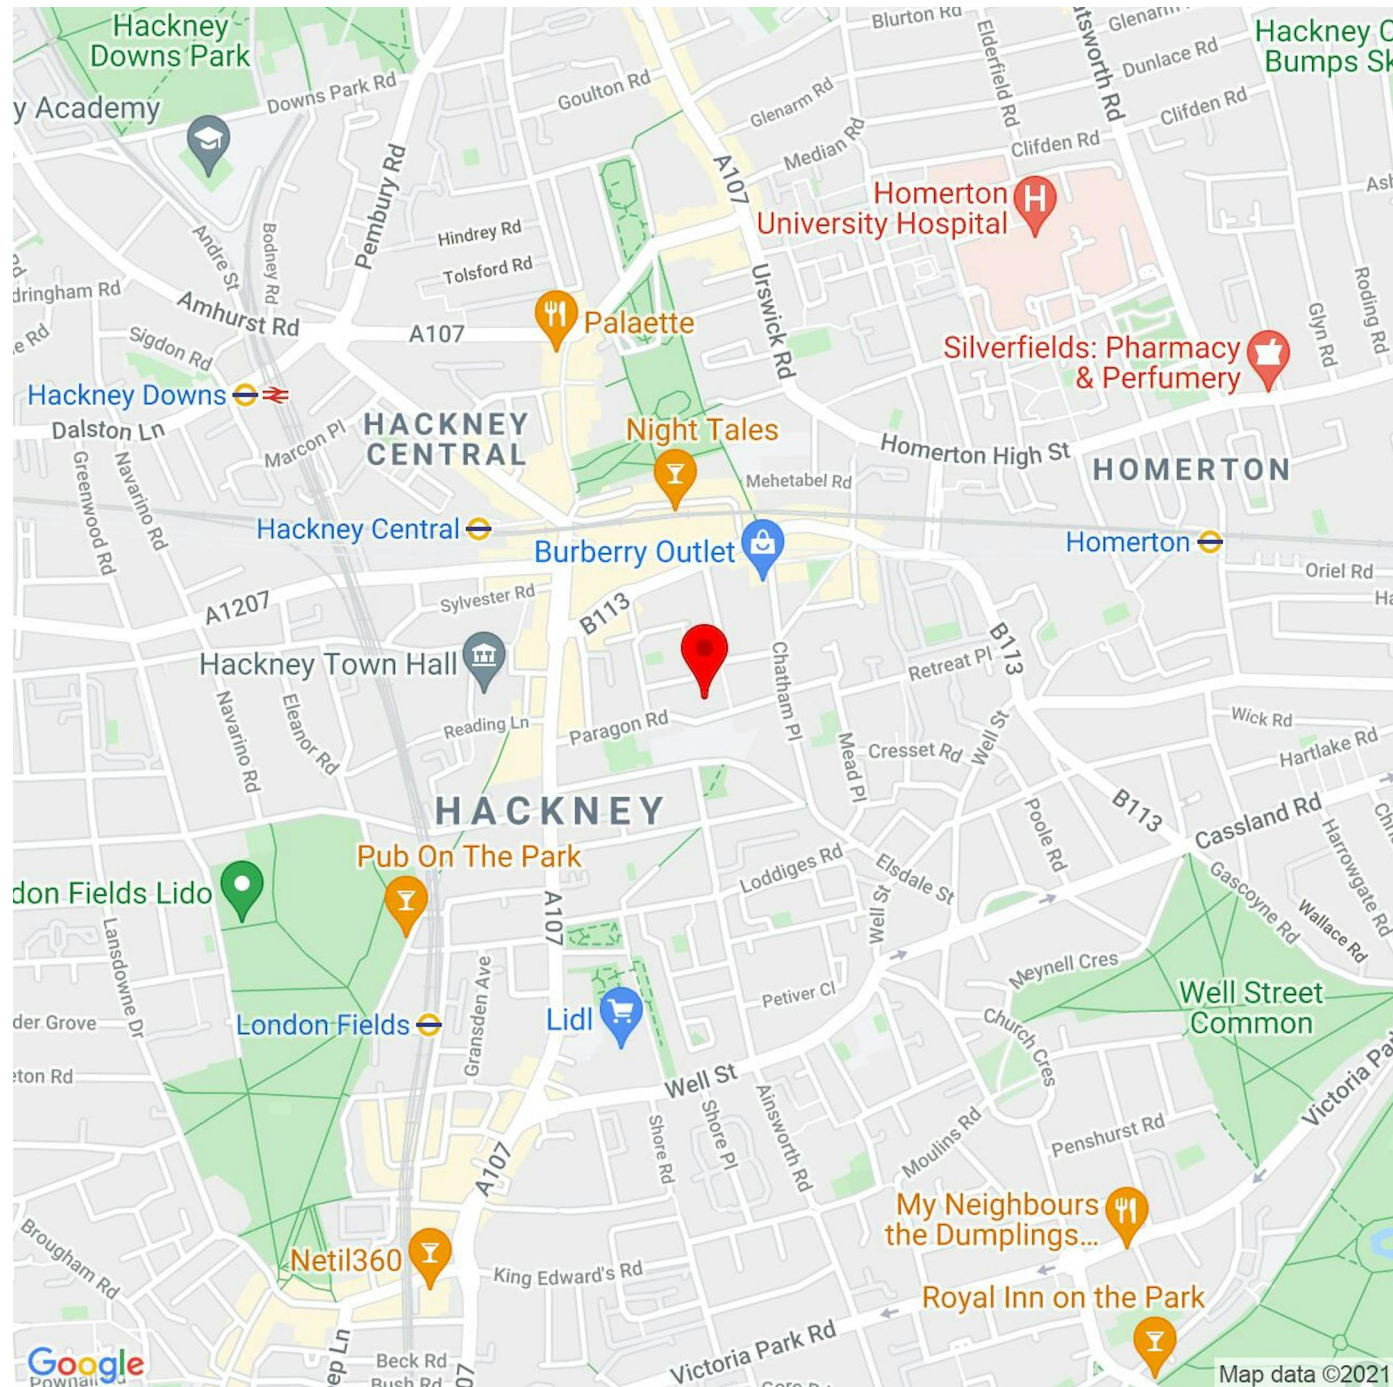 Hackney
Downs Park
Blurton Rd
Elderfield Rd
Glenarm
Dunlace Rd
Hackney
Bumps
Downs Park Rd
Goulton Rd
Glenarm Rd
Clifden Rd
y Academy
Median Rd
Clifden Rd
A107
Pembury Rd
Homerton
University Hospital
Hindrey Rd
Tolsford Rd
Andre St
Bodney Rd
Urswick Rd
Roding Rd
Glyn Rd
dringham Rd
Amhurst Rd
A107
Palaette
Sigdon Rd
Silverfields: Pharmacy
& Perfumery
Hackney Downs
HACKNEY
CENTRAL
Dalston Ln
Marcon Pl
Night Tales
Homerton High St
HOMERTON
Greenwood Rd
Navarino Rd
Mehetabel Rd
Hackney Central
Burberry Outlet
Homerton
Oriel Rd
A1207
Sylvester Rd
B113
Chatham Pl
B113
Hackney Town Hall
Retreat Pl
Navarino Rd
Eleanor Rd
Reading Ln
Paragon Rd
Well St
Wick Rd
Cresset Rd
Mead Pl
Hartlake Rd
HACKNEY
Poole Rd
B113
Cassland Rd
Harrowgate Rd
Pub On The Park
Loddiges Rd
Elsdale St
Gascoyne Rd
don Fields Lido
A107
Well St
Wallace Rd
Lansdowne Dr
Gransden Ave
Meynell Cres
Petiver Cl
Well Street
Common
der Grove
London Fields
Lidl
Church Cres
eton Rd
Well St
Victoria Pa
Ainsworth Rd
Shore Rd
Shore Pl
Moulins Rd
Penshurst Rd
A107
My Neighbours
the Dumplings...
Brougham Rd
Netil360
King Edward's Rd
Royal Inn on the Park
Victoria Park Rd
Beck Rd
Bush Rd
Google
Map data ©2021